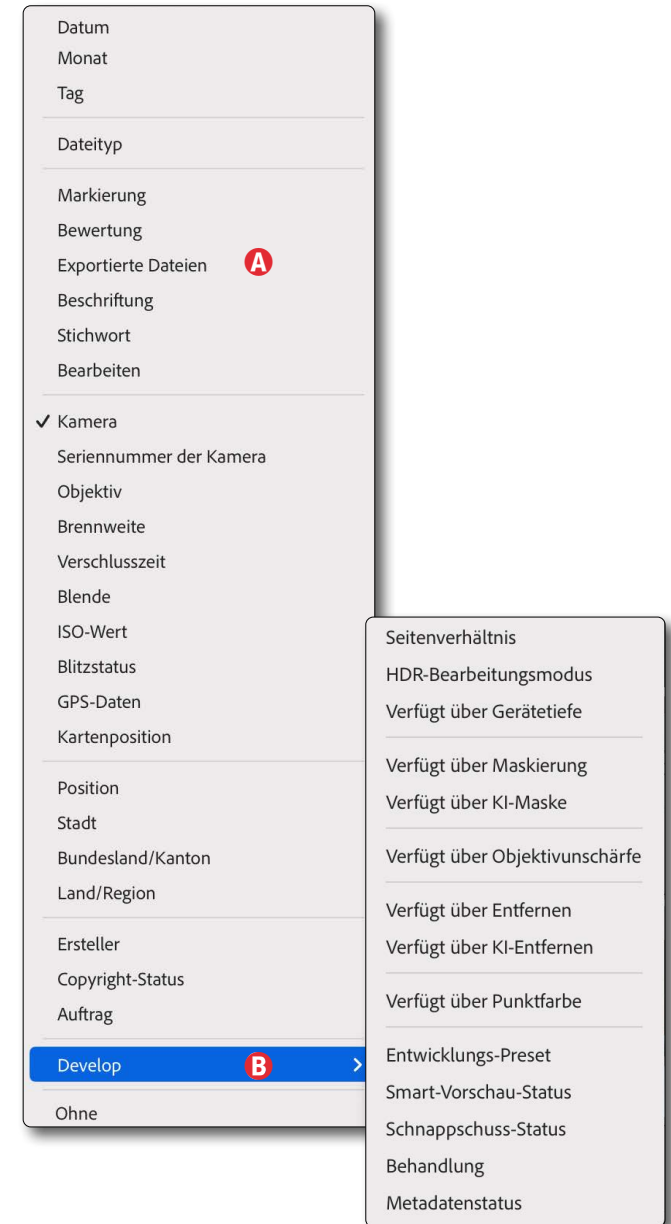 Datum
Monat
Tag
Dateityp
Markierung
Bewertung
Exportierte Dateien A
Beschriftung
Stichwort
Bearbeiten
✓ Kamera
Seriennummer der Kamera
Objektiv
Brennweite
Verschlusszeit
Blende
ISO-Wert
Blitzstatus
GPS-Daten
Kartenposition
Position
Stadt
Bundesland/Kanton
Land/Region
Ersteller
Copyright-Status
Auftrag
Develop B
Ohne
Seitenverhältnis
HDR-Bearbeitungsmodus
Verfügt über Gerätetiefe
Verfügt über Maskierung
Verfügt über KI-Maske
Verfügt über Objektivunschärfe
Verfügt über Entfernen
Verfügt über KI-Entfernen
Verfügt über Punktfarbe
Entwicklungs-Preset
Smart-Vorschau-Status
Schnappschuss-Status
Behandlung
Metadatenstatus